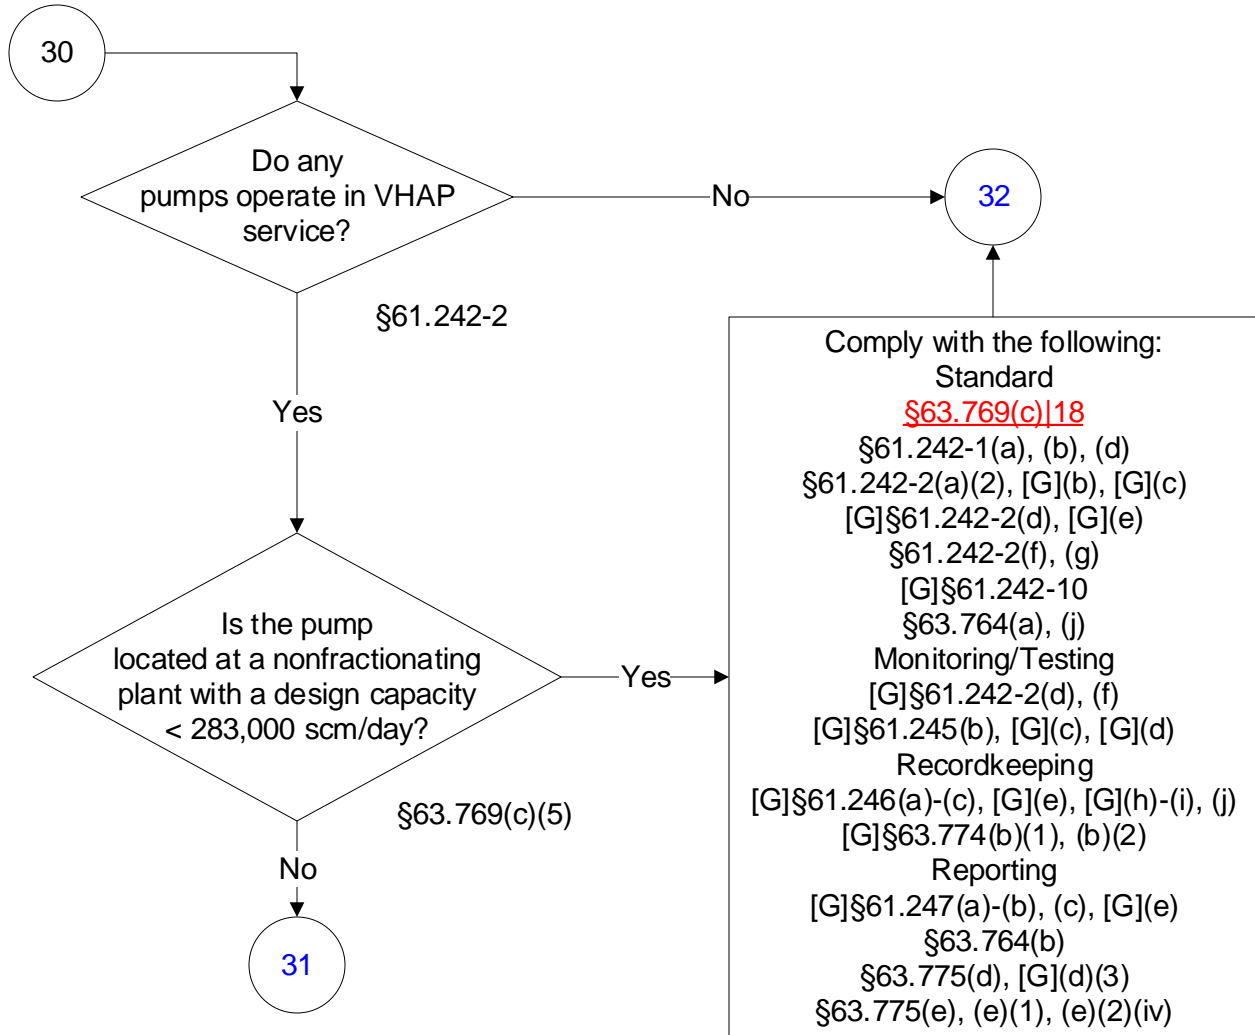 30
Do any
pumps operate in VHAP
service?
No
32
§61.242-2
Yes
Is the pump
located at a nonfractionating
plant with a design capacity
< 283,000 scm/day?
Yes
§63.769(c)(5)
No
31
Comply with the following:
Standard
§63.769(c)|18
§61.242-1(a), (b), (d)
§61.242-2(a)(2), [G](b), [G](c)
[G]§61.242-2(d), [G](e)
§61.242-2(f), (g)
[G]§61.242-10
§63.764(a), (j)
Monitoring/Testing
[G]§61.242-2(d), (f)
[G]§61.245(b), [G](c), [G](d)
Recordkeeping
[G]§61.246(a)-(c), [G](e), [G](h)-(i), (j)
[G]§63.774(b)(1), (b)(2)
Reporting
[G]§61.247(a)-(b), (c), [G](e)
§63.764(b)
§63.775(d), [G](d)(3)
§63.775(e), (e)(1), (e)(2)(iv)